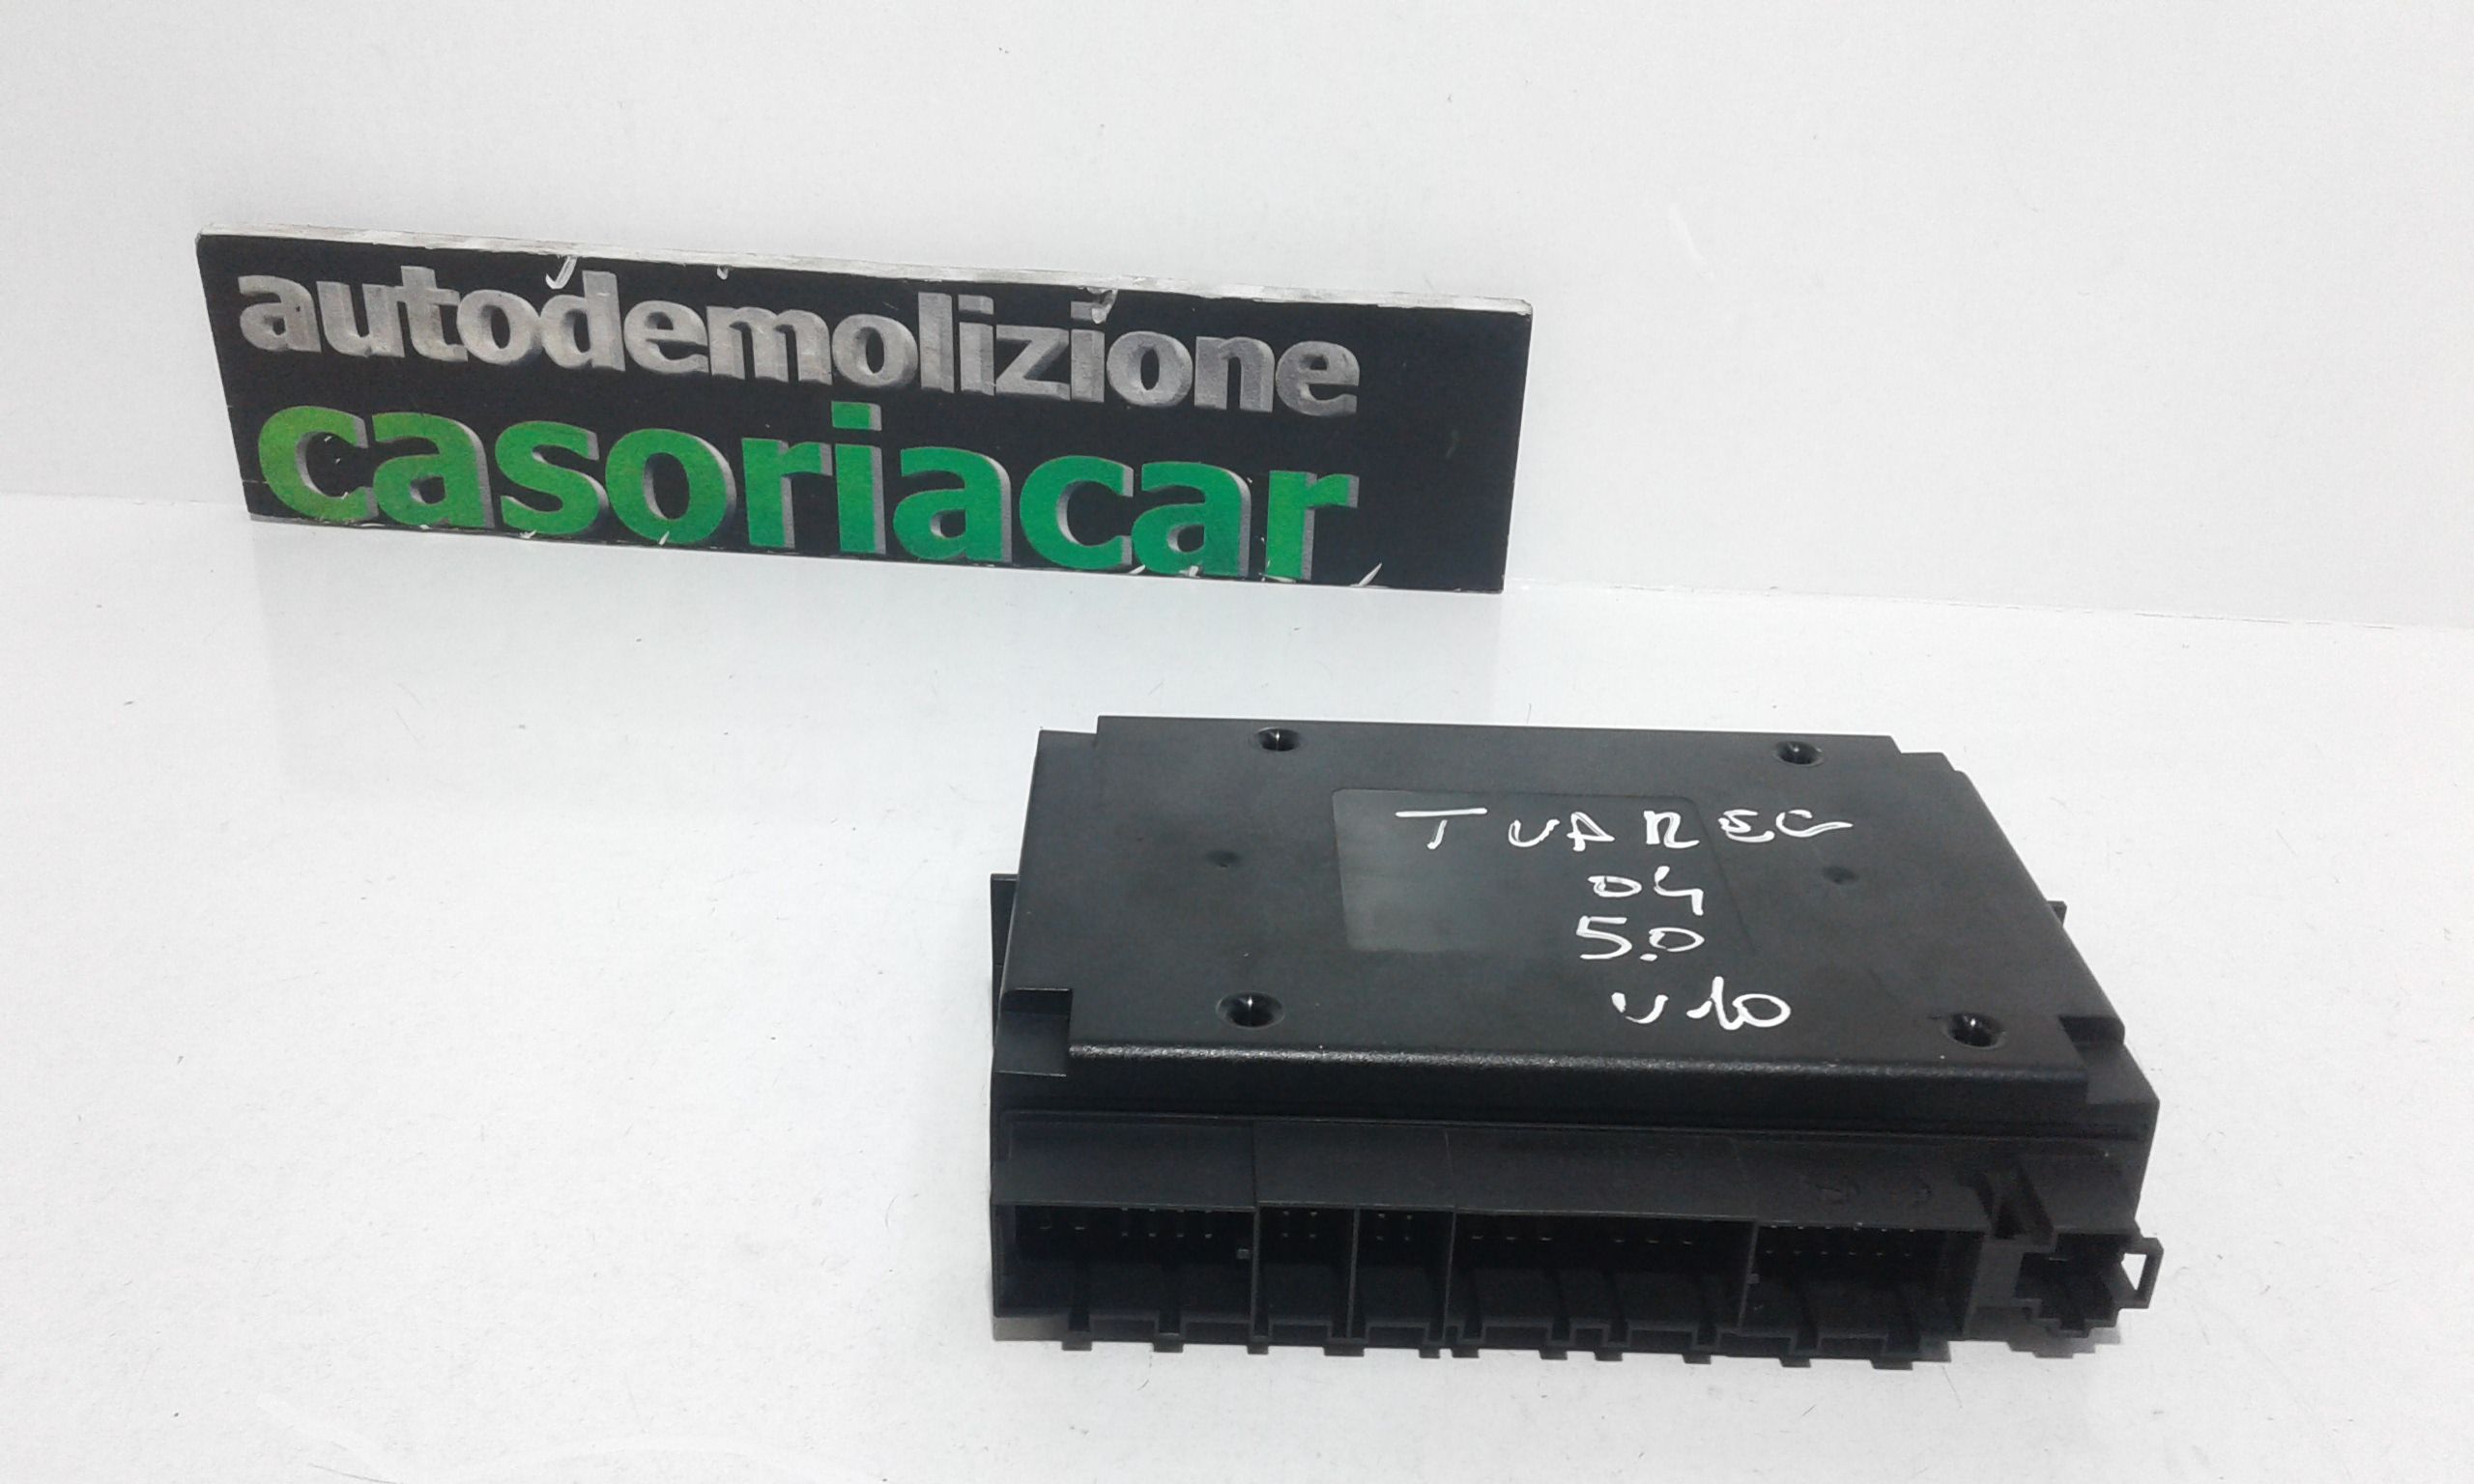 autodemolizione
casoriacar
TUAREG
04
5.0
V10